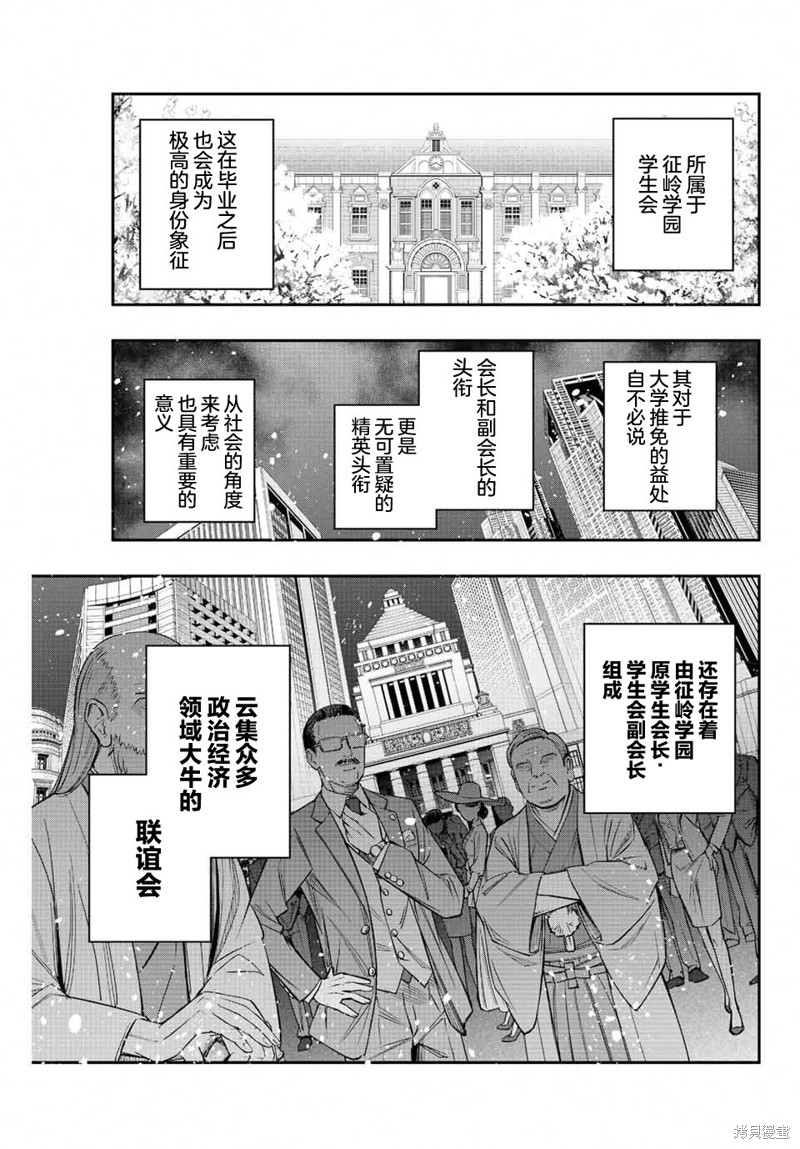 所属于
征岭学园
学生会
这在毕业之后
也会成为
极高的身份象征
其对于
大学推免的益处
自不必说
会长和副会长的
头衔
更是
无可置疑的
精英头衔
从社会的角度
来考虑
也具有重要的
意义
还存在着
由征岭学园
原学生会长·
学生会副会长
组成
云集众多
政治经济
领域大牛的
联谊会
拷貝漫畫